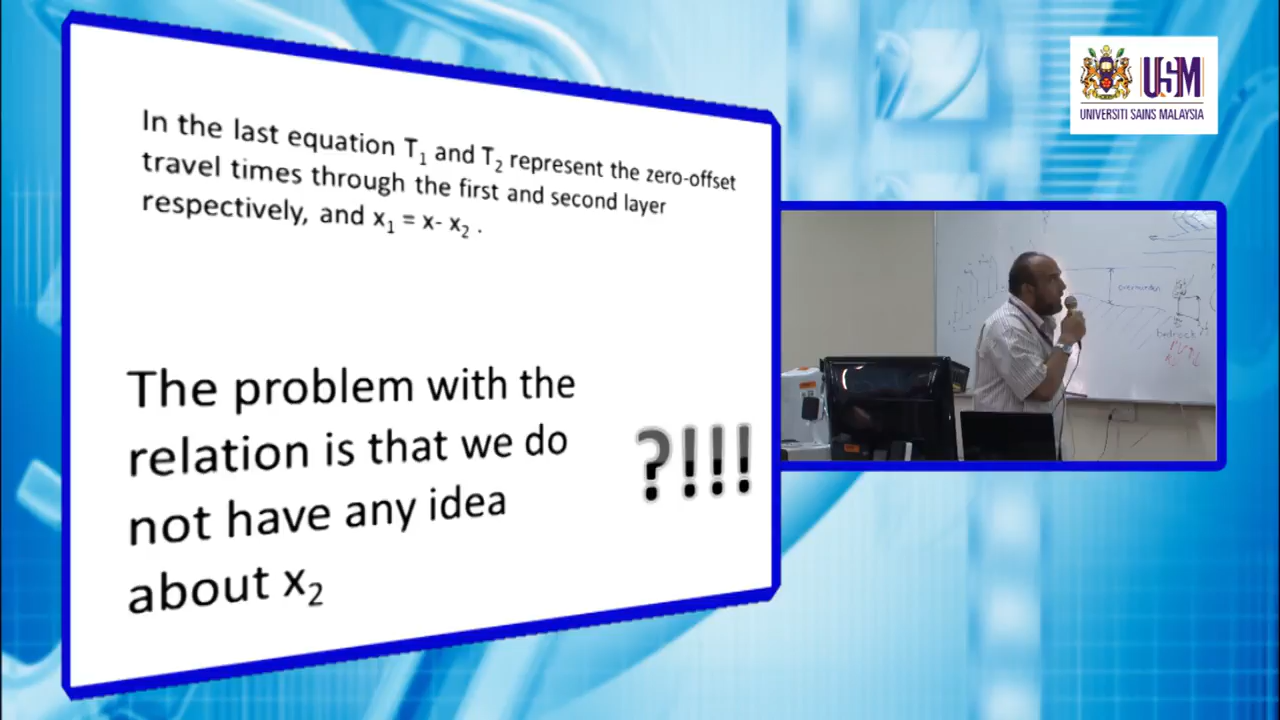 In the last equation T₁ and T₂ represent the zero-offset
travel times through the first and second layer
respectively, and x₁ = x- x₂ .
The problem with the
relation is that we do
not have any idea
about x₂
?!!!
USM
UNIVERSITI SAINS MALAYSIA
overburden
bedrock